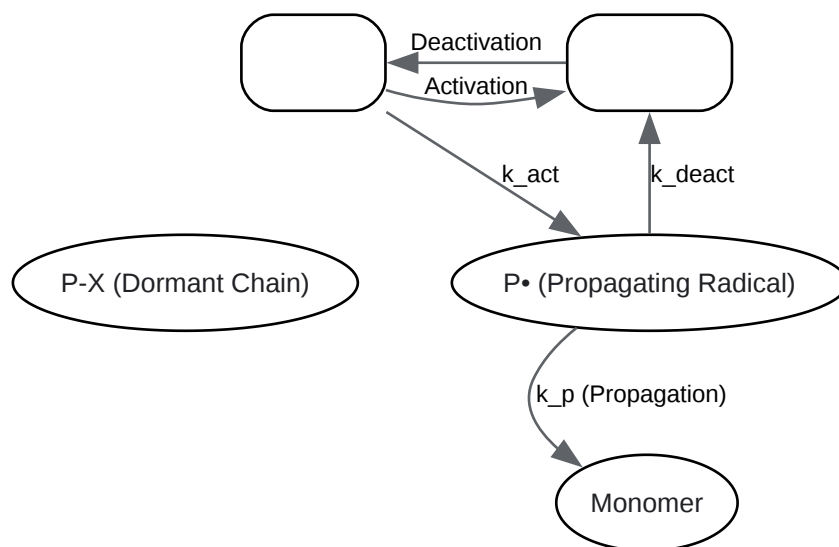 Deactivation
Activation
k_act
k_deact
P-X (Dormant Chain)
P• (Propagating Radical)
k_p (Propagation)
Monomer